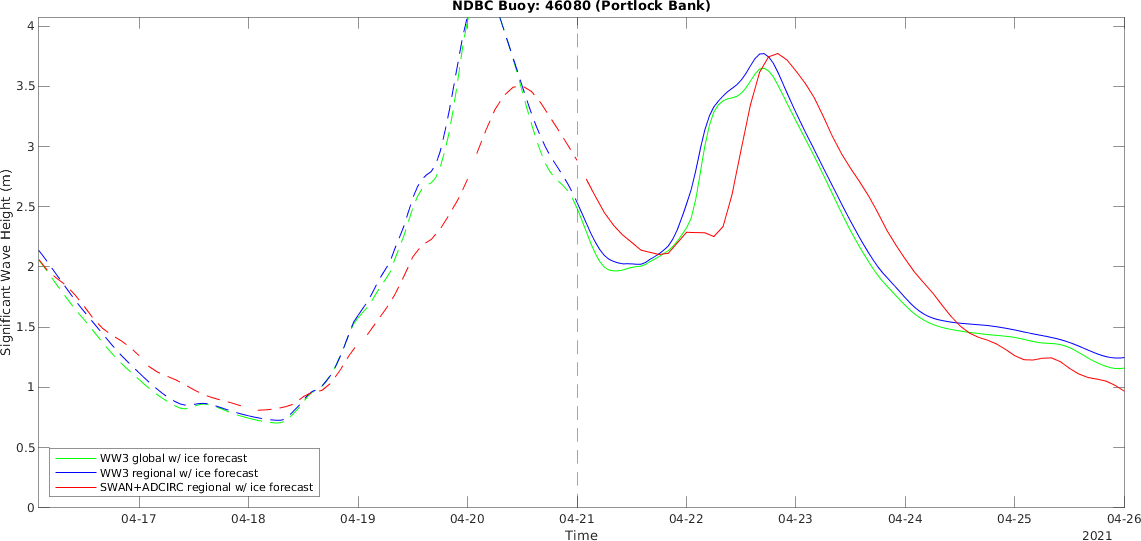 NDBC Buoy: 46080 (Portlock Bank)
4
3.5
3
2.5
2
1.5
1
0.5
0
Significant Wave Height (m)
WW3 global w/ ice forecast
WW3 regional w/ ice forecast
SWAN+ADCIRC regional w/ ice forecast
04-17 04-18 04-19 04-20 04-21 04-22 04-23 04-24 04-25 04-26
Time
2021